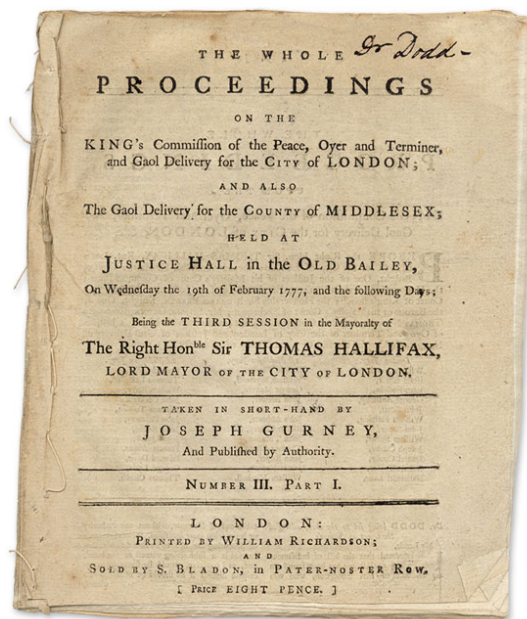 THE WHOLE Dr Dodd-
PROCEEDINGS
ON THE
KING's Commiſſion of the Peace, Oyer and Terminer,
and Gaol Delivery for the CITY of LONDON;
AND ALSO
The Gaol Delivery for the COUNTY of MIDDLESEX;
HELD AT
JUSTICE HALL in the OLD BAILEY,
On Wedneſday the 19th of February 1777, and the following Days;
Being the THIRD SESSION in the Mayoralty of
The Right Honble Sir THOMAS HALLIFAX,
LORD MAYOR OF THE CITY OF LONDON.
TAKEN IN SHORT-HAND BY
JOSEPH GURNEY,
And Publiſhed by Authority.
NUMBER III. PART I.
LONDON:
PRINTED BY WILLIAM RICHARDSON;
AND
SOLD BY S. BLADON, in PATER-NOSTER ROW.
[ PRICE EIGHT PENCE. ]